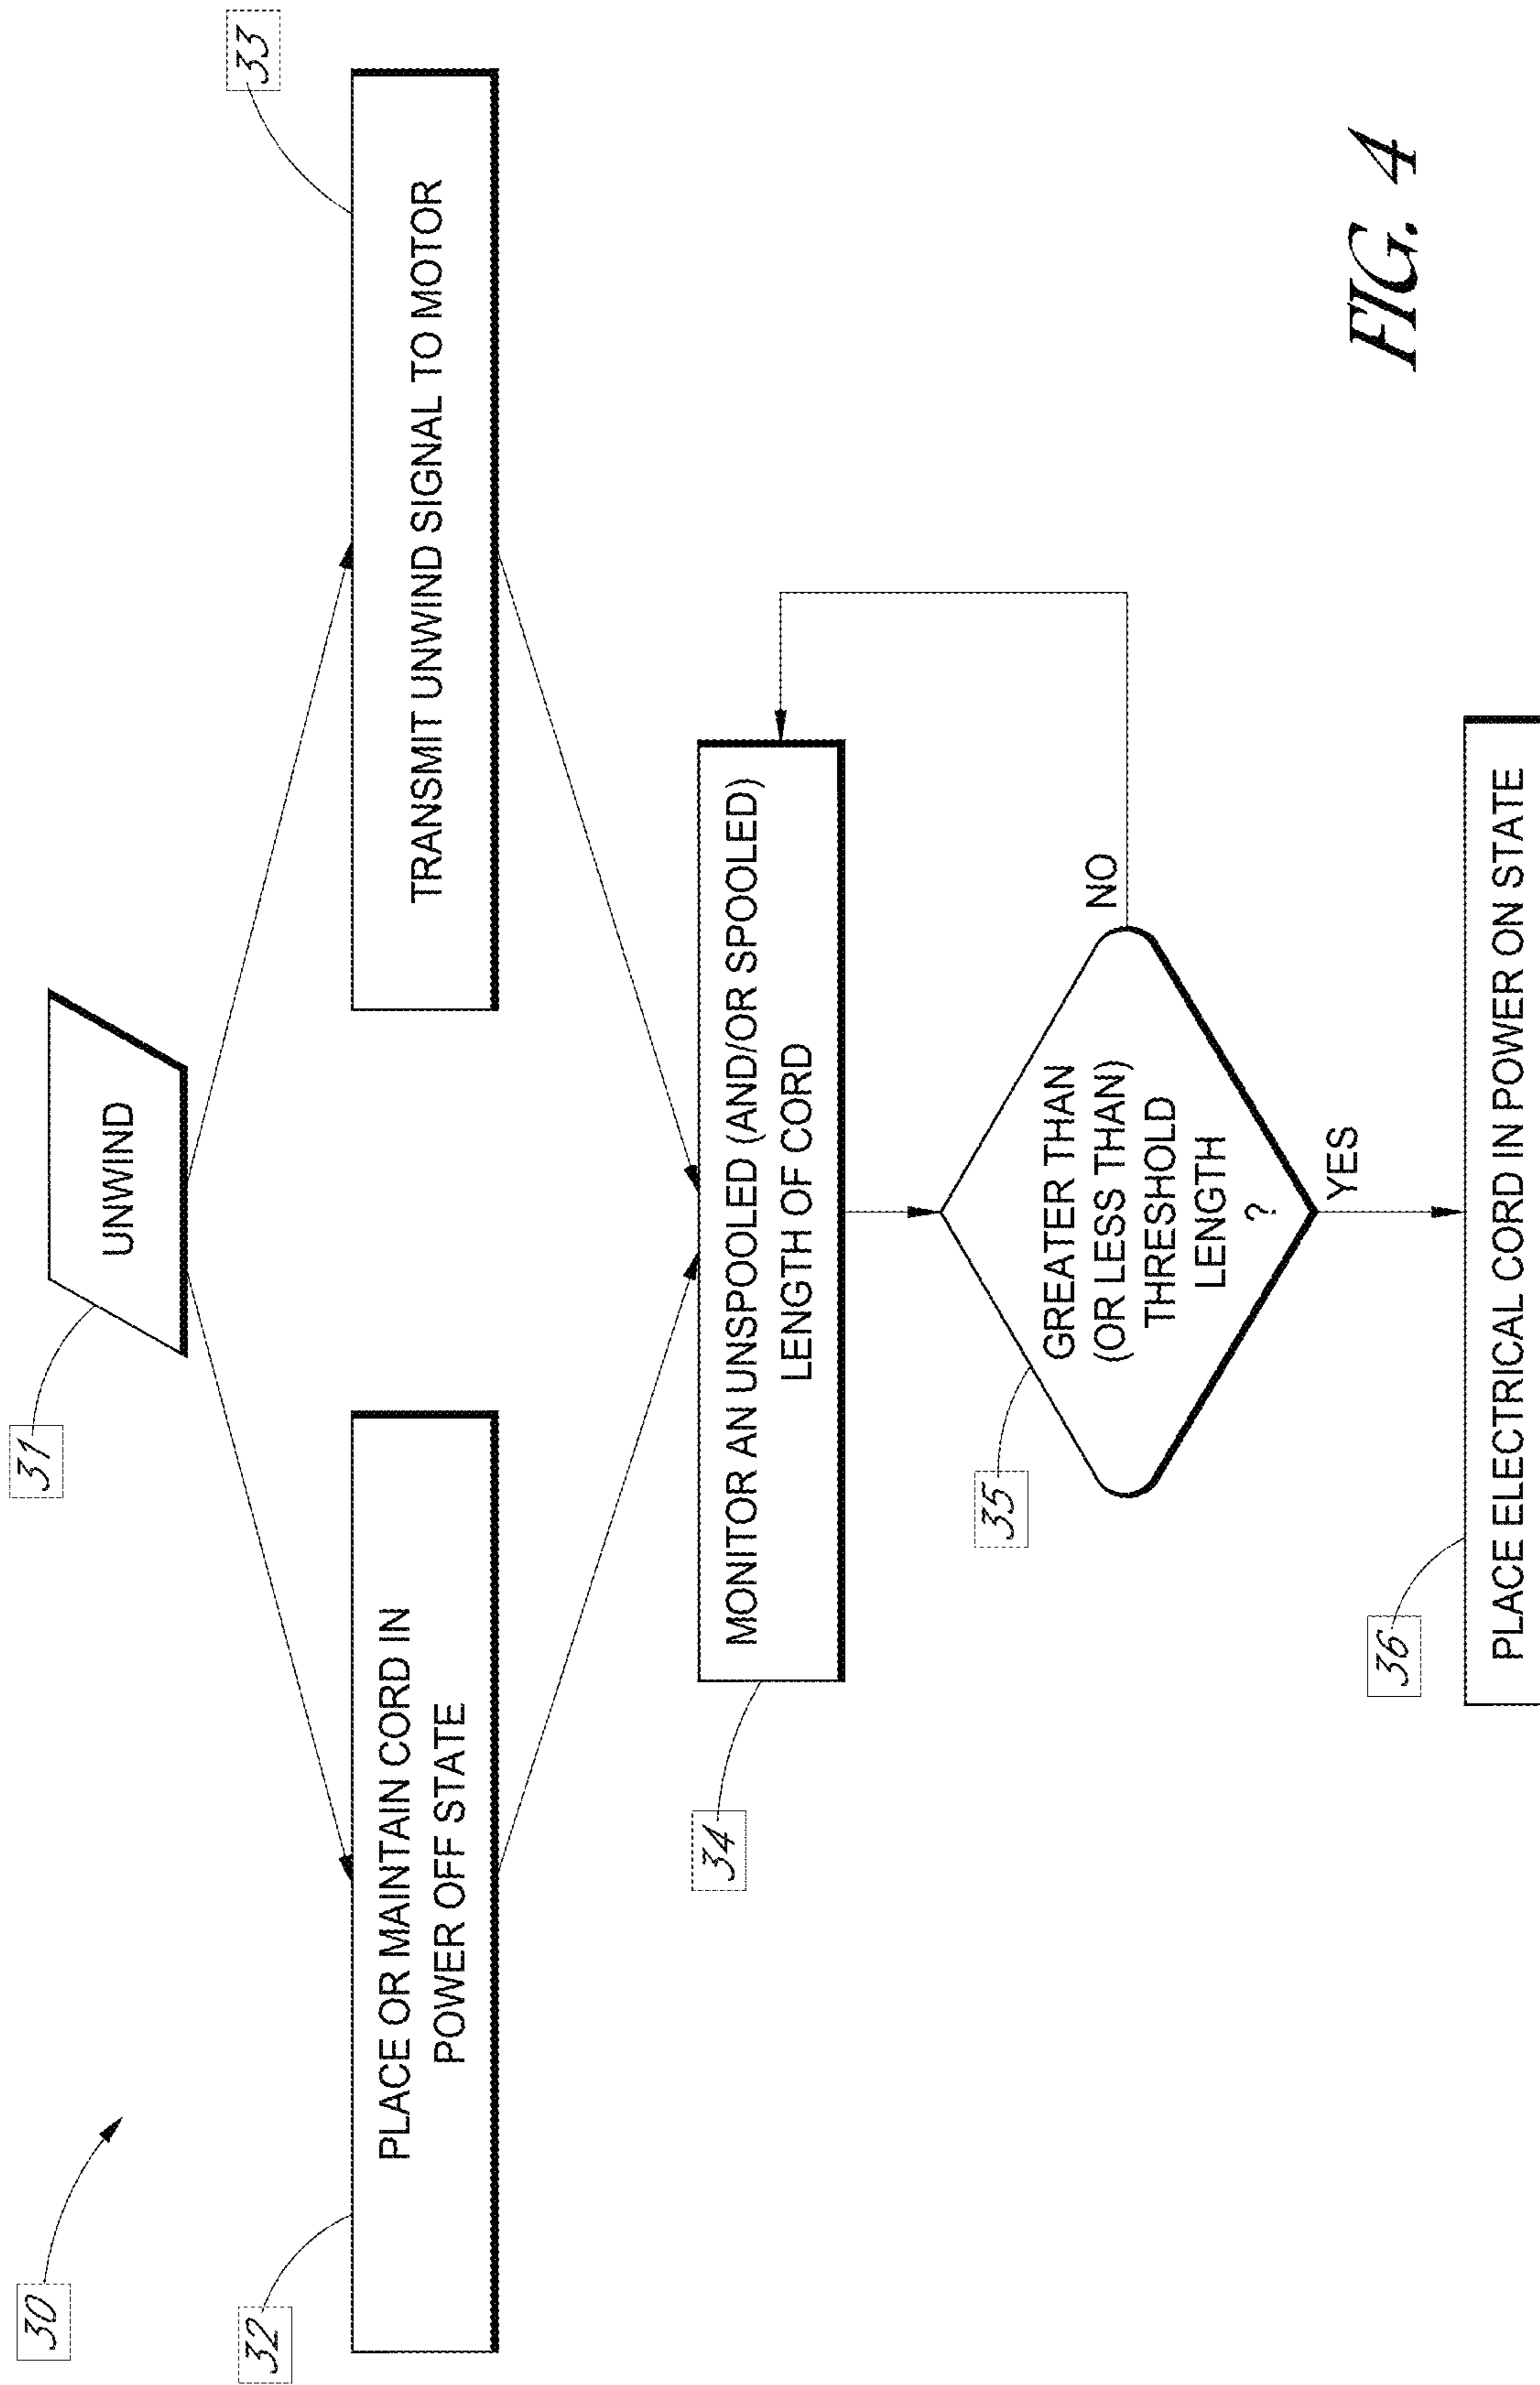 30
31
UNWIND
32
PLACE OR MAINTAIN CORD IN
POWER OFF STATE
33
TRANSMIT UNWIND SIGNAL TO MOTOR
34
MONITOR AN UNSPOOLED (AND/OR SPOOLED)
LENGTH OF CORD
35
GREATER THAN
(OR LESS THAN)
THRESHOLD
LENGTH
?
NO
YES
36
PLACE ELECTRICAL CORD IN POWER ON STATE
FIG. 4